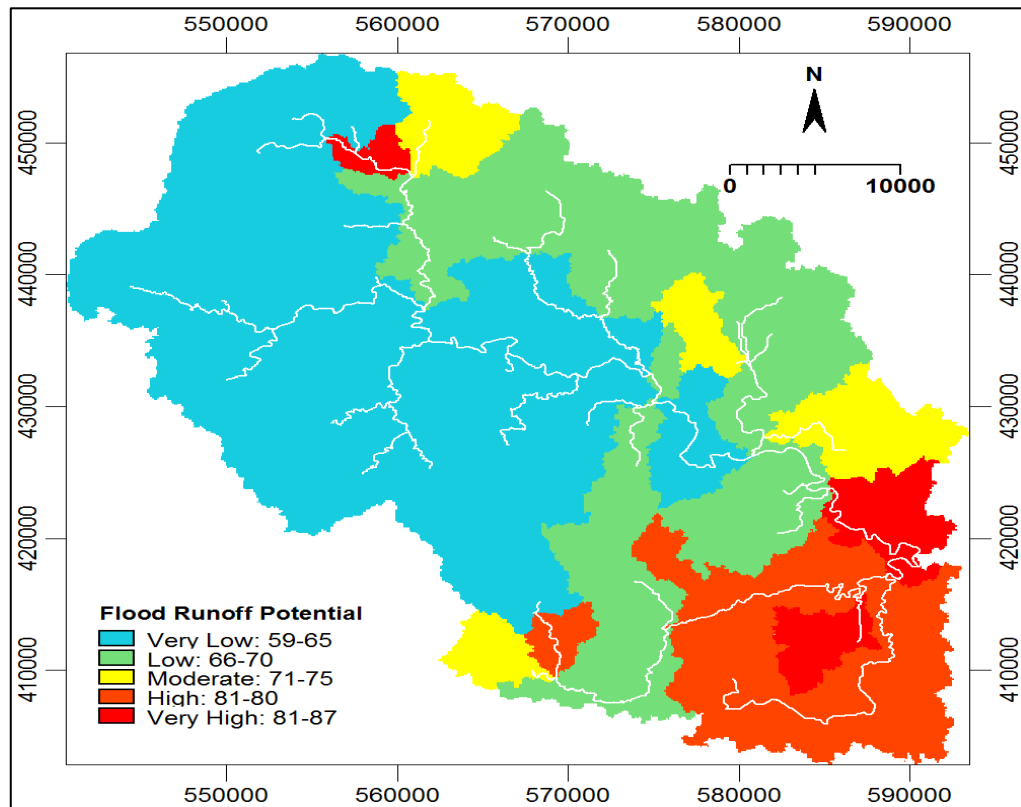 550000 560000 570000 580000 590000
N
0 10000
450000 450000
440000 440000
430000 430000
420000 420000
410000 410000
Flood Runoff Potential
Very Low: 59-65
Low: 66-70
Moderate: 71-75
High: 81-80
Very High: 81-87
550000 560000 570000 580000 590000